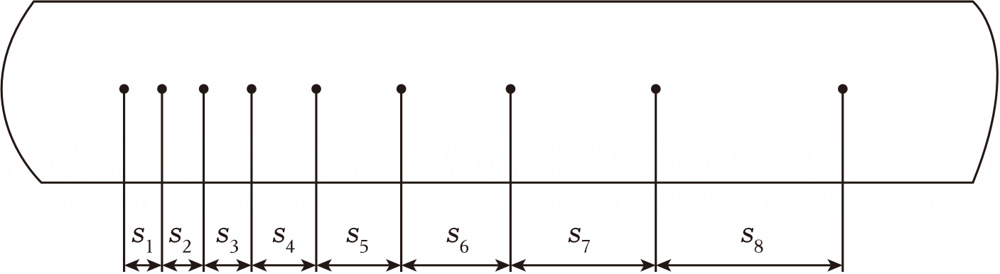 s₁ s₂ s₃ s₄ s₅ s₆ s₇ s₈